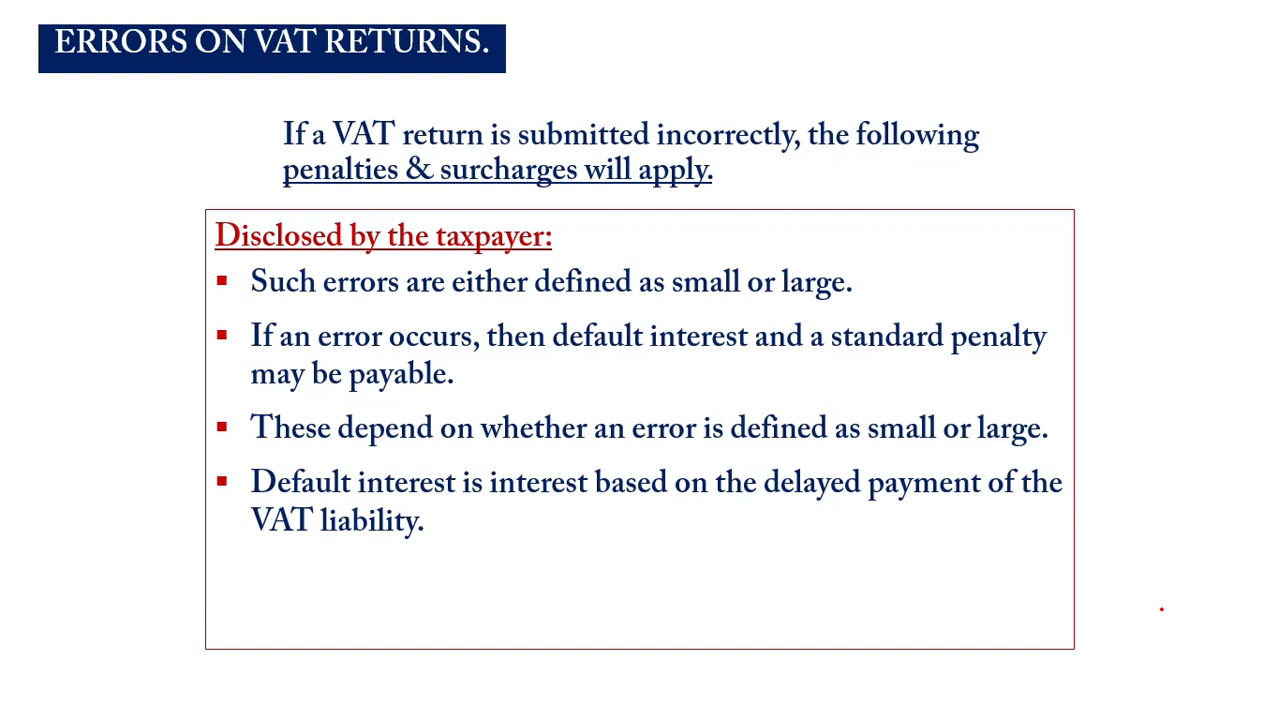 ERRORS ON VAT RETURNS.
If a VAT return is submitted incorrectly, the following
penalties & surcharges will apply.
Disclosed by the taxpayer:
▪ Such errors are either defined as small or large.
▪ If an error occurs, then default interest and a standard penalty
may be payable.
▪ These depend on whether an error is defined as small or large.
▪ Default interest is interest based on the delayed payment of the
VAT liability.